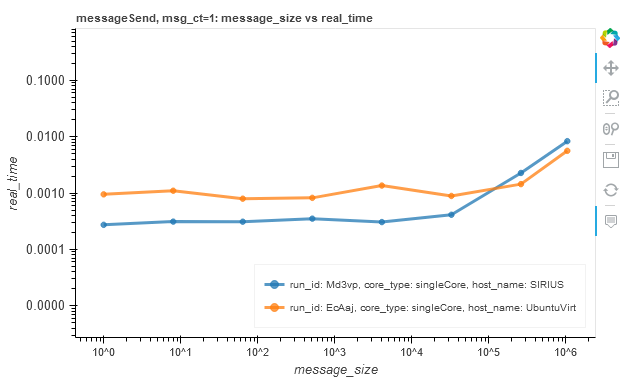 messageSend, msg_ct=1: message_size vs real_time
real_time
0.1000
0.0100
0.0010
0.0001
0.0000
run_id: Md3vp, core_type: singleCore, host_name: SIRIUS
run_id: EcAaj, core_type: singleCore, host_name: UbuntuVirt
10^0 10^1 10^2 10^3 10^4 10^5 10^6
message_size